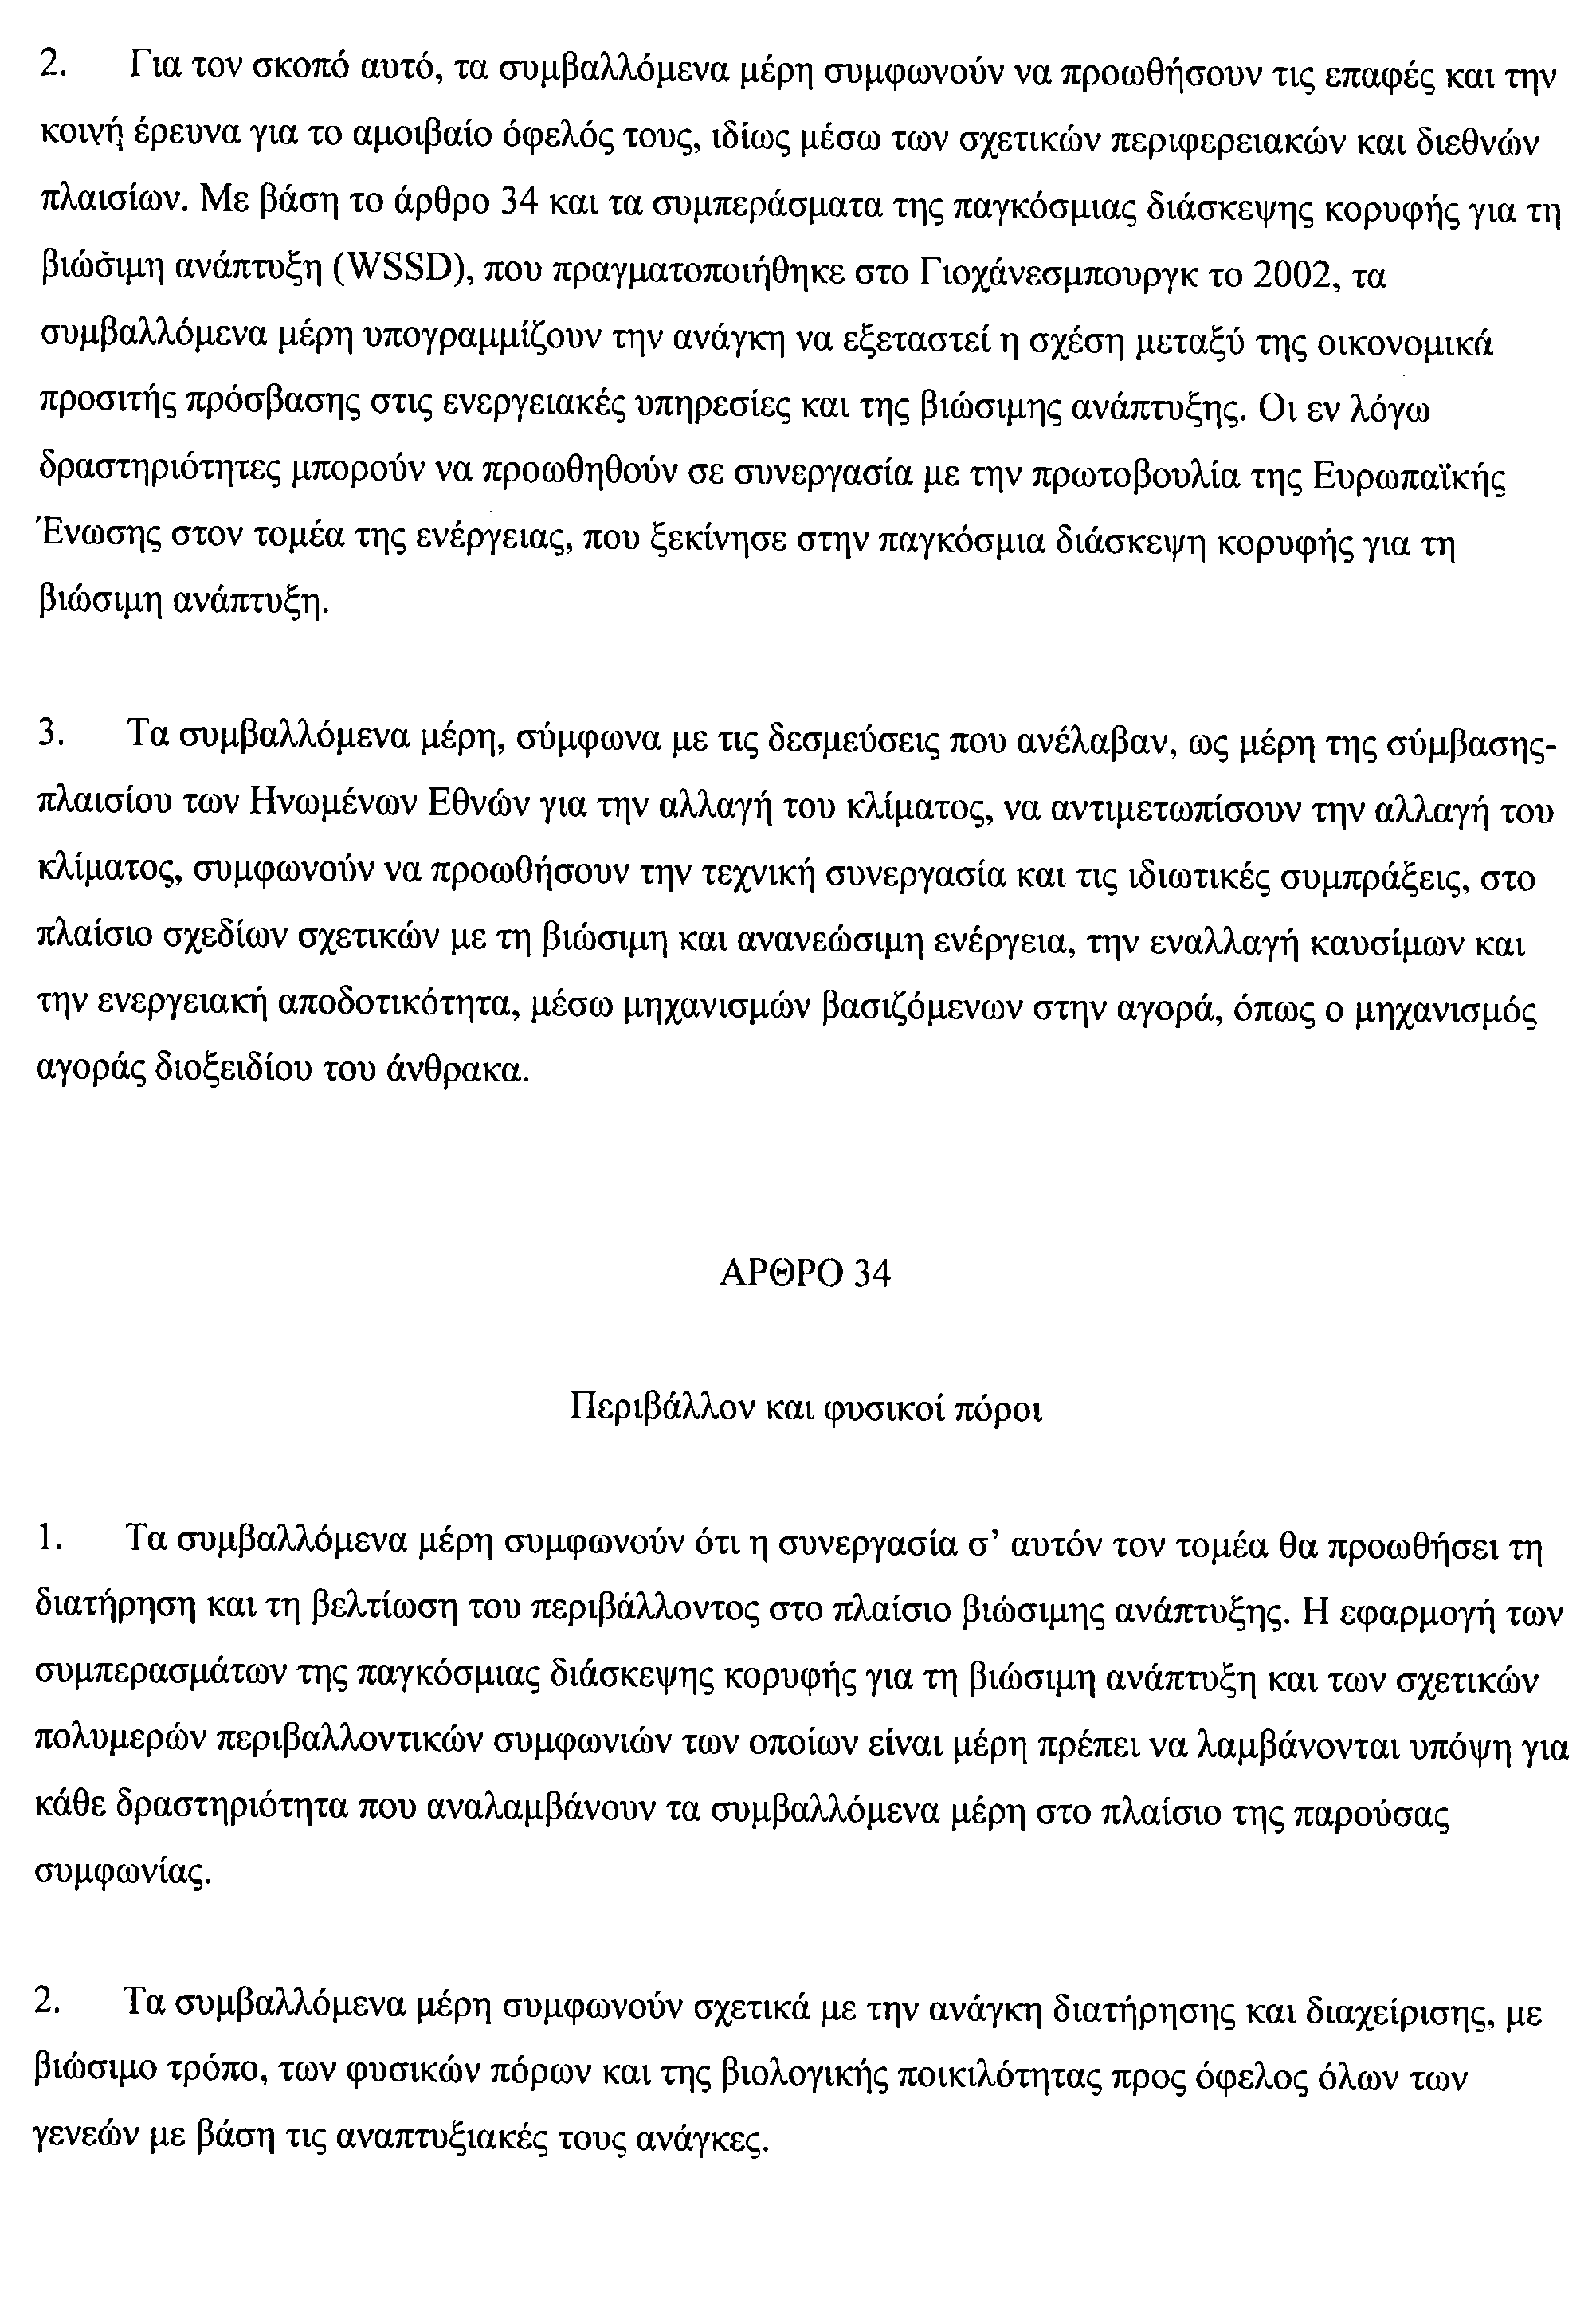 2. Για τον σκοπό αυτό, τα συμβαλλόμενα μέρη συμφωνούν να προωθήσουν τις επαφές και την
κοινή έρευνα για το αμοιβαίο όφελός τους, ιδίως μέσω των σχετικών περιφερειακών και διεθνών
πλαισίων. Με βάση το άρθρο 34 και τα συμπεράσματα της παγκόσμιας διάσκεψης κορυφής για τη
βιώσιμη ανάπτυξη (WSSD), που πραγματοποιήθηκε στο Γιοχάνεσμπουργκ το 2002, τα
συμβαλλόμενα μέρη υπογραμμίζουν την ανάγκη να εξεταστεί η σχέση μεταξύ της οικονομικά
προσιτής πρόσβασης στις ενεργειακές υπηρεσίες και της βιώσιμης ανάπτυξης. Οι εν λόγω
δραστηριότητες μπορούν να προωθηθούν σε συνεργασία με την πρωτοβουλία της Ευρωπαϊκής
Ένωσης στον τομέα της ενέργειας, που ξεκίνησε στην παγκόσμια διάσκεψη κορυφής για τη
βιώσιμη ανάπτυξη.
3. Τα συμβαλλόμενα μέρη, σύμφωνα με τις δεσμεύσεις που ανέλαβαν, ως μέρη της σύμβασης-
πλαισίου των Ηνωμένων Εθνών για την αλλαγή του κλίματος, να αντιμετωπίσουν την αλλαγή του
κλίματος, συμφωνούν να προωθήσουν την τεχνική συνεργασία και τις ιδιωτικές συμπράξεις, στο
πλαίσιο σχεδίων σχετικών με τη βιώσιμη και ανανεώσιμη ενέργεια, την εναλλαγή καυσίμων και
την ενεργειακή αποδοτικότητα, μέσω μηχανισμών βασιζόμενων στην αγορά, όπως ο μηχανισμός
αγοράς διοξειδίου του άνθρακα.
ΑΡΘΡΟ 34
Περιβάλλον και φυσικοί πόροι
1. Τα συμβαλλόμενα μέρη συμφωνούν ότι η συνεργασία σ’ αυτόν τον τομέα θα προωθήσει τη
διατήρηση και τη βελτίωση του περιβάλλοντος στο πλαίσιο βιώσιμης ανάπτυξης. Η εφαρμογή των
συμπερασμάτων της παγκόσμιας διάσκεψης κορυφής για τη βιώσιμη ανάπτυξη και των σχετικών
πολυμερών περιβαλλοντικών συμφωνιών των οποίων είναι μέρη πρέπει να λαμβάνονται υπόψη για
κάθε δραστηριότητα που αναλαμβάνουν τα συμβαλλόμενα μέρη στο πλαίσιο της παρούσας
συμφωνίας.
2. Τα συμβαλλόμενα μέρη συμφωνούν σχετικά με την ανάγκη διατήρησης και διαχείρισης, με
βιώσιμο τρόπο, των φυσικών πόρων και της βιολογικής ποικιλότητας προς όφελος όλων των
γενεών με βάση τις αναπτυξιακές τους ανάγκες.